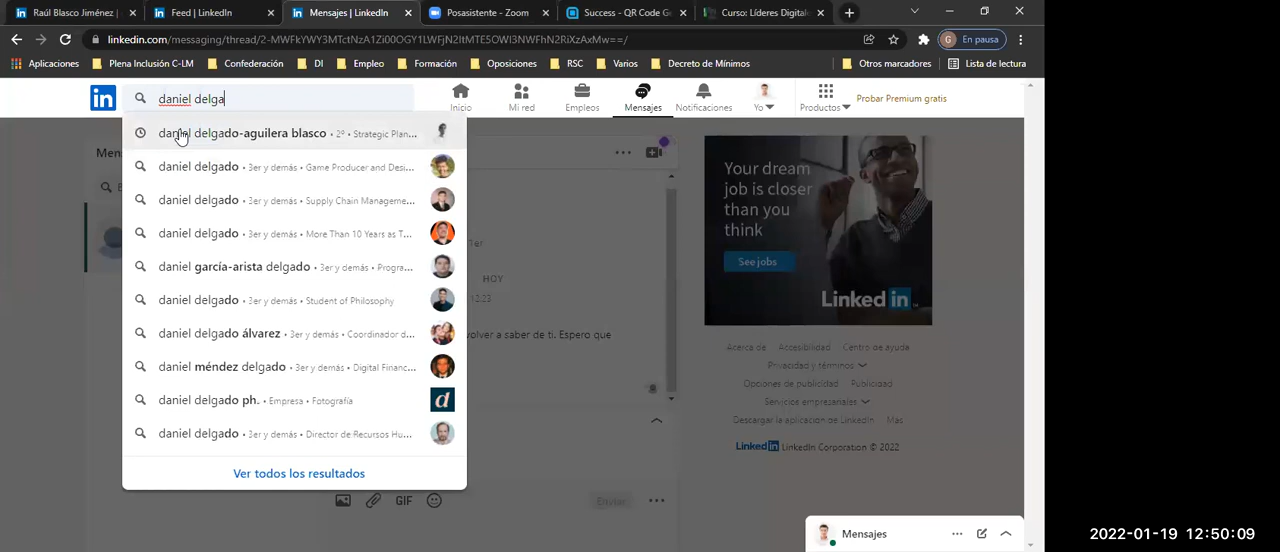 Raúl Blasco Jiménez |
Feed | LinkedIn
Mensajes | LinkedIn
Posasistente - Zoom
Success - QR Code Ge
Curso: Líderes Digitale
linkedin.com/messaging/thread/
En pausa
Aplicaciones
Plena Inclusión C-LM
Confederación
DI
Empleo
Formación
Oposiciones
RSC
Varios
Decreto de Mínimos
Otros marcadores
Lista de lectura
in
daniel delga
Inicio
Mi red
Empleos
Mensajes
Notificaciones
Yo
Productos
Probar Premium gratis
daniel delgado-aguilera blasco • 2º • Strategic Plan...
daniel delgado • 3er y demás • Game Producer and Desi...
daniel delgado • 3er y demás • Supply Chain Manageme...
daniel delgado • 3er y demás • More Than 10 Years as T...
daniel garcía-arista delgado • 3er y demás • Progra...
daniel delgado • 3er y demás • Student of Philosophy
daniel delgado álvarez • 3er y demás • Coordinador d...
daniel méndez delgado • 3er y demás • Digital Financ...
daniel delgado ph. • Empresa • Fotografía
daniel delgado • 3er y demás • Director de Recursos Hu...
Ver todos los resultados
Men
B
1er
HOY
12:23
volver a saber de ti. Espero que
GIF
Enviar
Your dream
job is closer
than you
think
See jobs
Linked in
Acerca de
Accesibilidad
Centro de ayuda
Privacidad y términos
Opciones de publicidad
Publicidad
Servicios empresariales
Descargar la aplicación de LinkedIn
Más
LinkedIn LinkedIn Corporation © 2022
Mensajes
2022-01-19 12:50:09